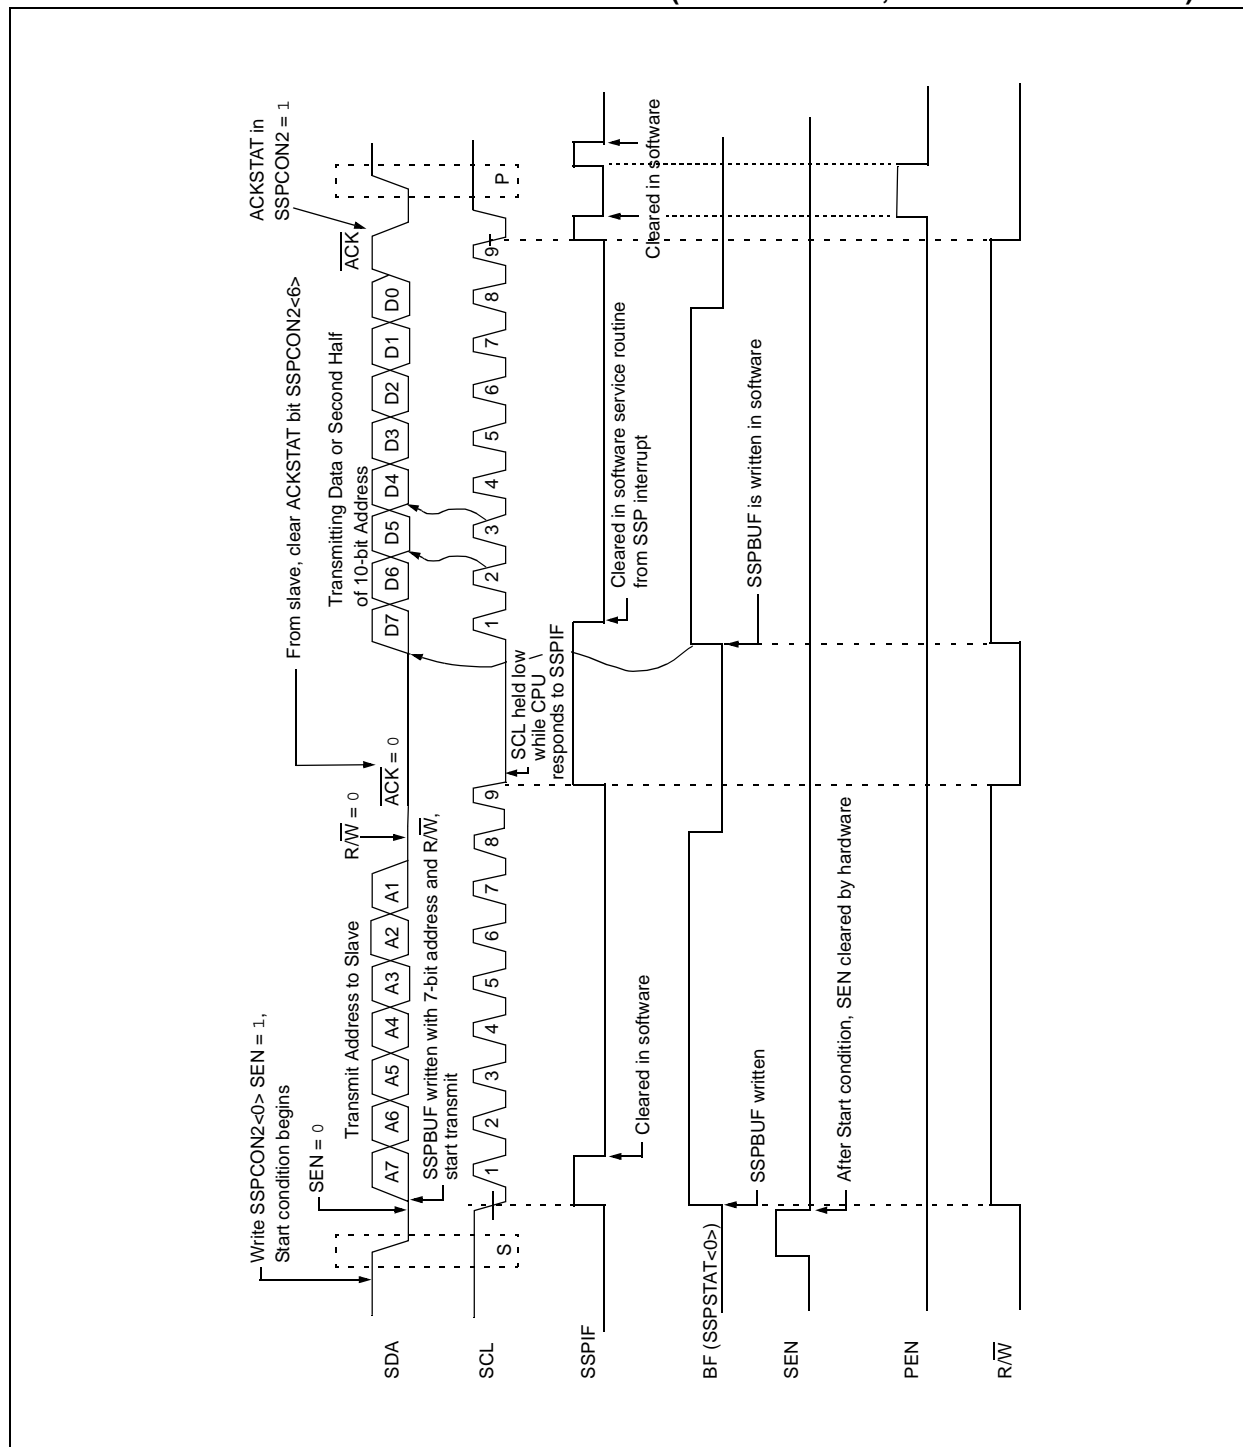 Write SSPCON2<0> SEN = 1,
Start condition begins
From slave, clear ACKSTAT bit SSPCON2<6>
ACKSTAT in
SSPCON2 = 1
SEN = 0
Transmit Address to Slave
R/W = 0
ACK = 0
Transmitting Data or Second Half
of 10-bit Address
ACK
SDA
A7 A6 A5 A4 A3 A2 A1
D7 D6 D5 D4 D3 D2 D1 D0
SSPBUF written with 7-bit address and R/W,
start transmit
SCL
S
1 2 3 4 5 6 7 8 9
1 2 3 4 5 6 7 8 9
P
SCL held low
while CPU
responds to SSPIF
SSPIF
Cleared in software
Cleared in software service routine
from SSP interrupt
Cleared in software
BF (SSPSTAT<0>)
SSPBUF written
SSPBUF is written in software
SEN
After Start condition, SEN cleared by hardware
PEN
R/W